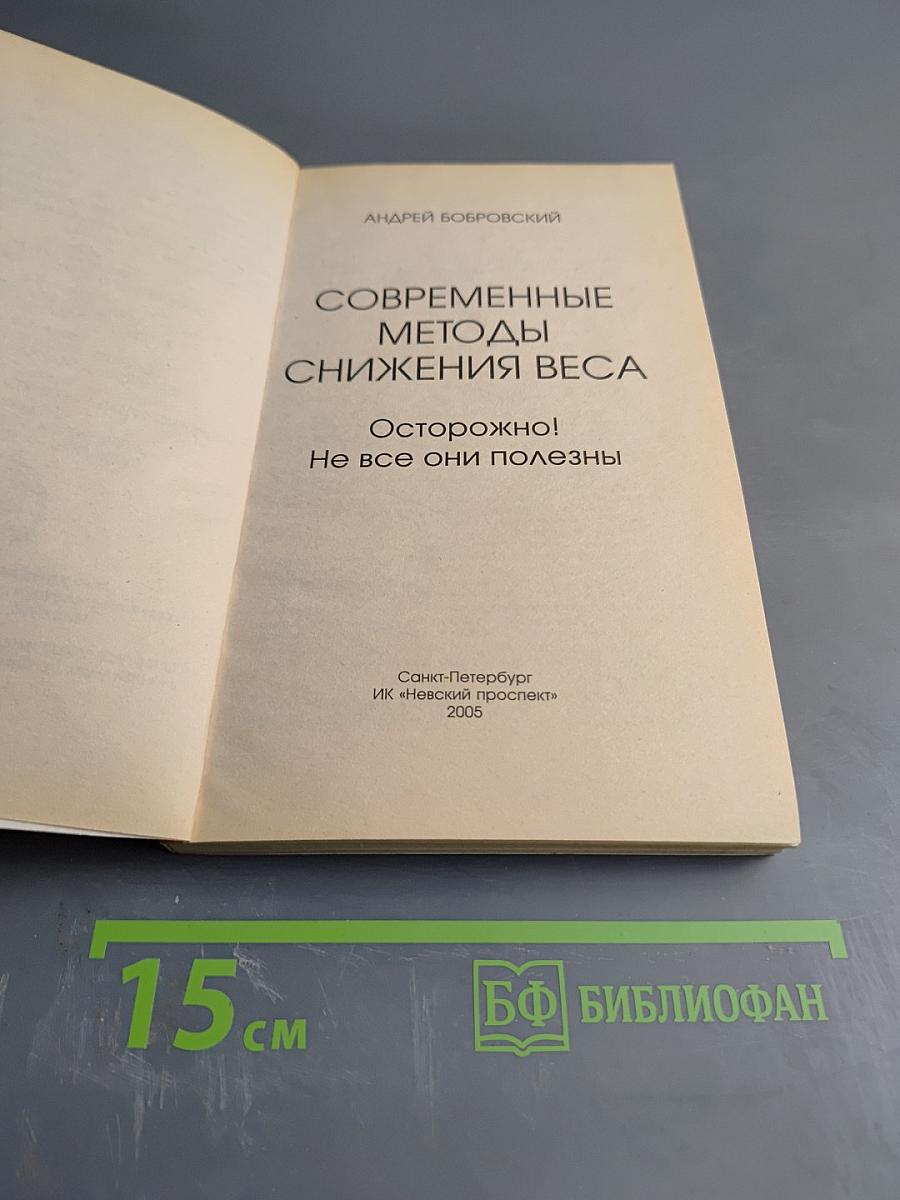 АНДРЕЙ БОБРОВСКИЙ
СОВРЕМЕННЫЕ
МЕТОДЫ
СНИЖЕНИЯ ВЕСА
Осторожно!
Не все они полезны
Санкт-Петербург
ИК «Невский проспект»
2005
15 см
БФ БИБЛИОФАН